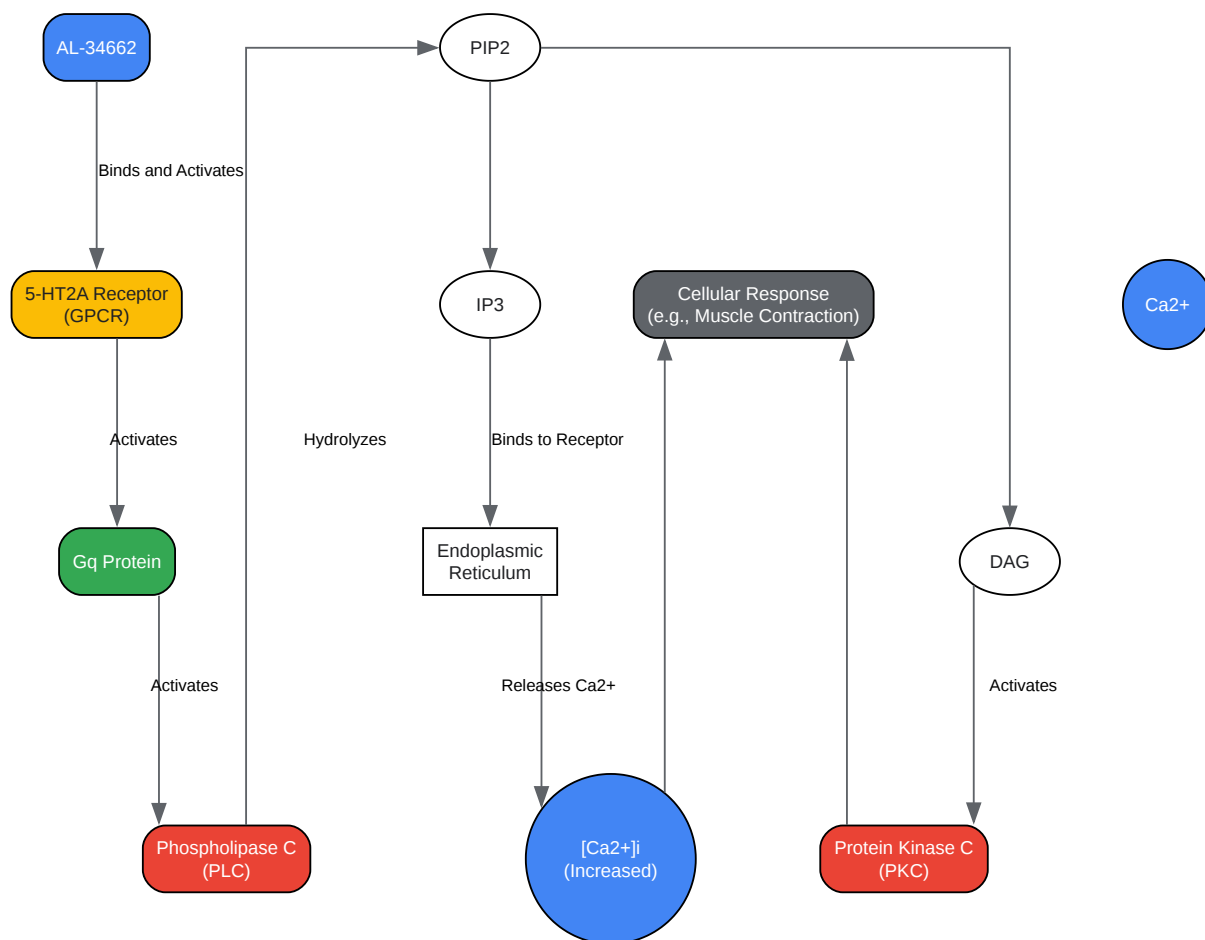 AL-34662
PIP2
Binds and Activates
5-HT2A Receptor
(GPCR)
IP3
Cellular Response
(e.g., Muscle Contraction)
Ca2+
Activates
Hydrolyzes
Binds to Receptor
Gq Protein
Endoplasmic
Reticulum
DAG
Activates
Releases Ca2+
Activates
Phospholipase C
(PLC)
[Ca2+]i
(Increased)
Protein Kinase C
(PKC)